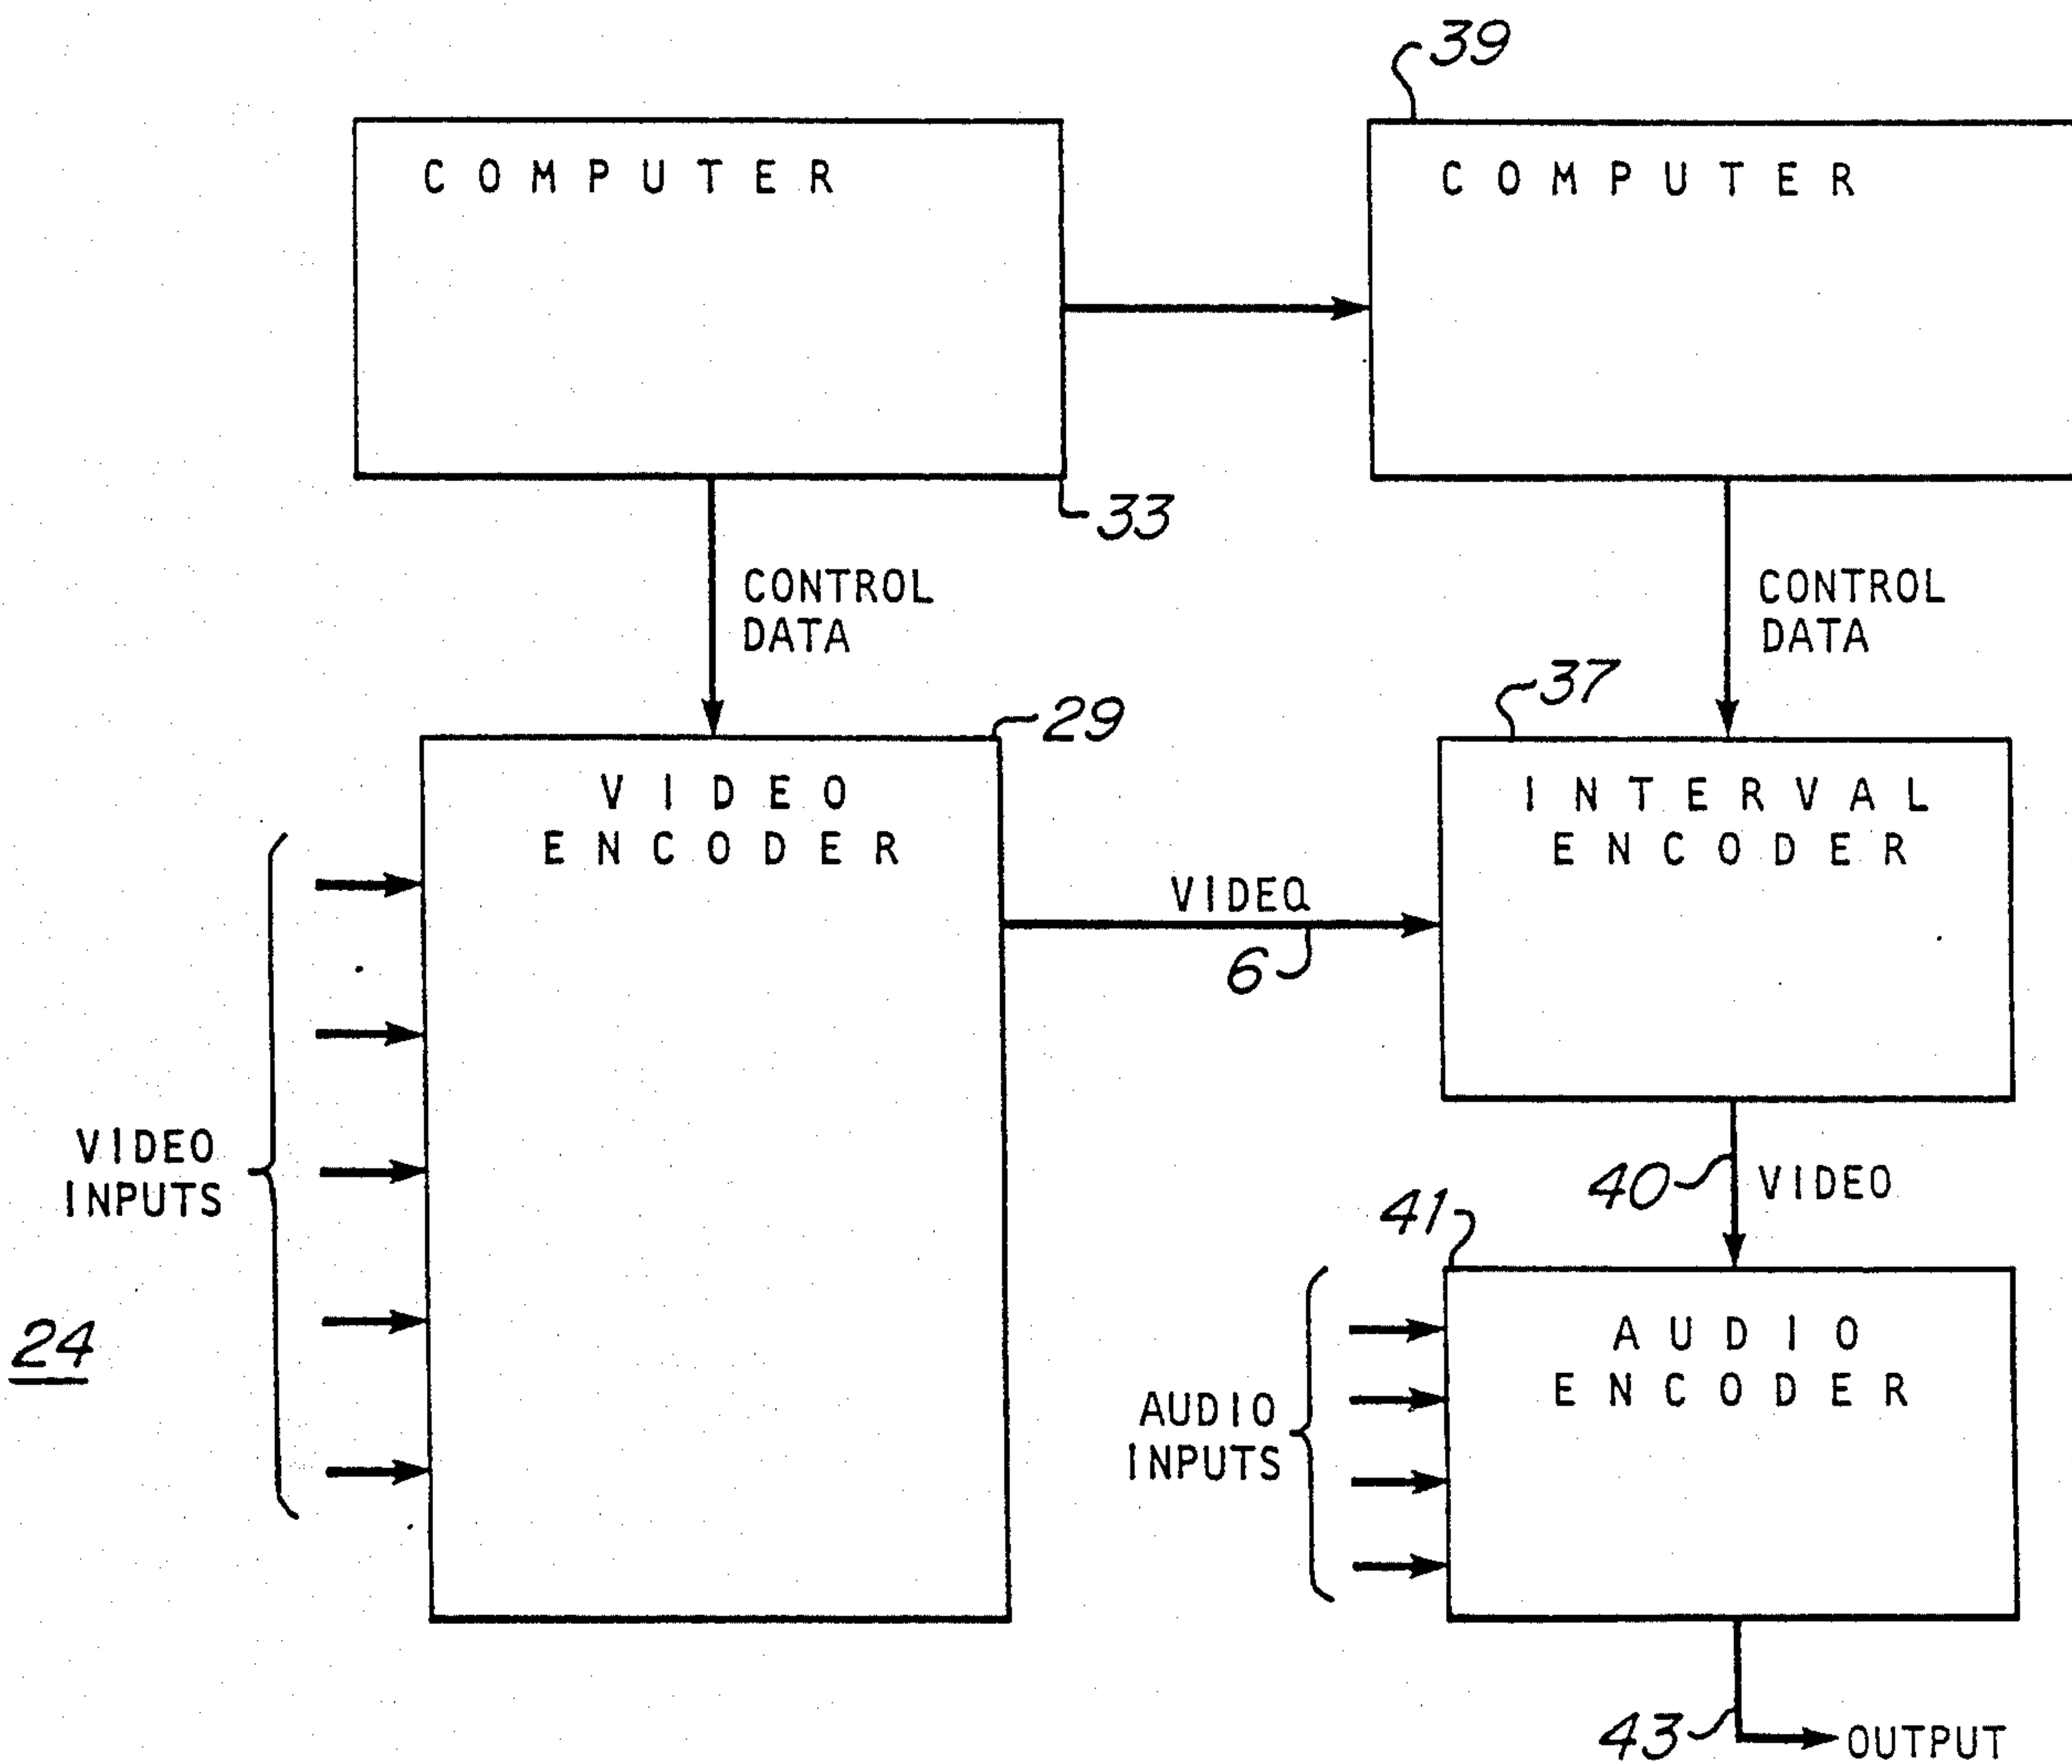 39
COMPUTER
COMPUTER
33
CONTROL
DATA
CONTROL
DATA
29
37
VIDEO
ENCODER
INTERVAL
ENCODER
VIDEO
6
VIDEO
INPUTS
40
VIDEO
41
24
AUDIO
ENCODER
AUDIO
INPUTS
43
OUTPUT